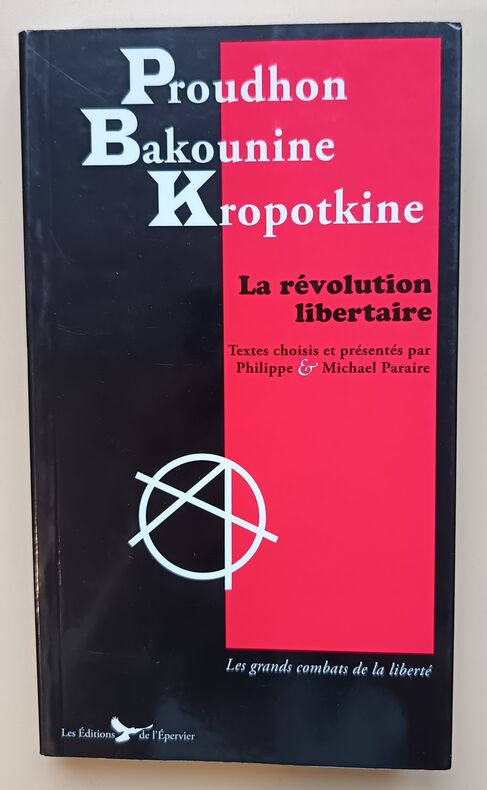 Proudhon
Bakounine
Kropotkine
La révolution
libertaire
Textes choisis et présentés par
Philippe & Michael Paraire
Les grands combats de la liberté
Les Éditions de l'Épervier